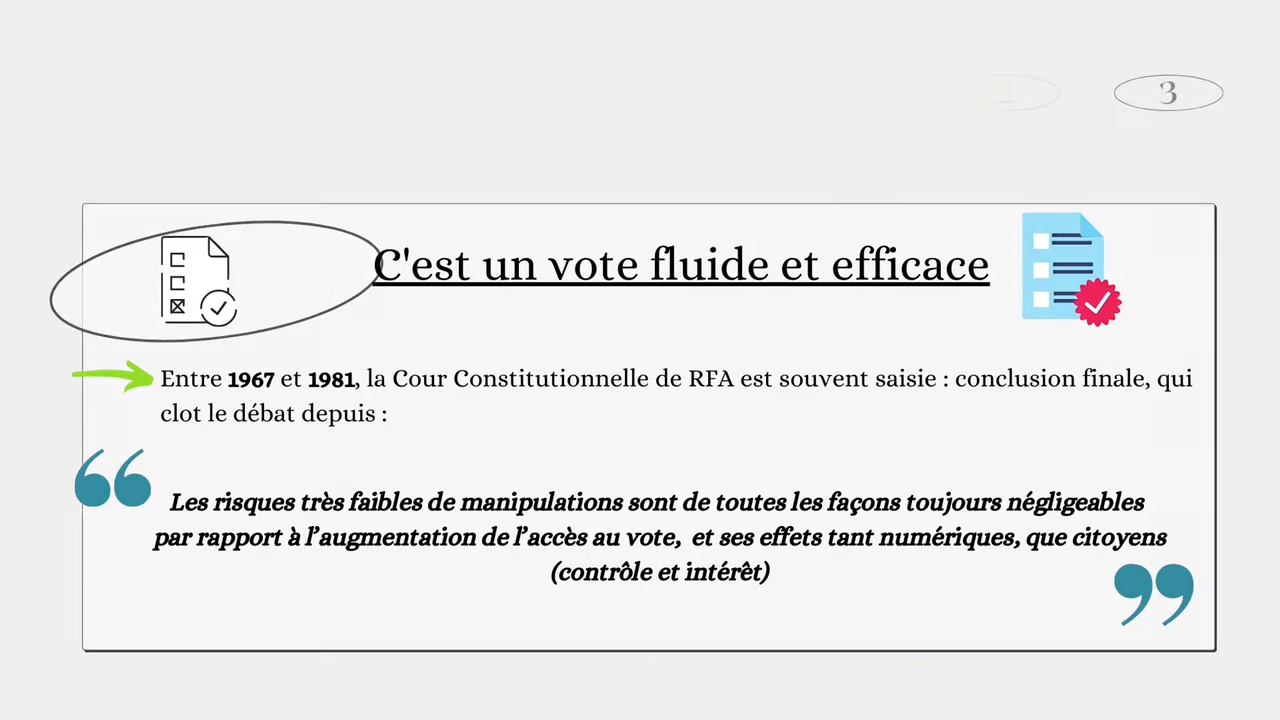 3
C'est un vote fluide et efficace
Entre 1967 et 1981, la Cour Constitutionnelle de RFA est souvent saisie : conclusion finale, qui
clot le débat depuis :
“
Les risques très faibles de manipulations sont de toutes les façons toujours négligeables
par rapport à l’augmentation de l’accès au vote, et ses effets tant numériques, que citoyens
(contrôle et intérêt)
”